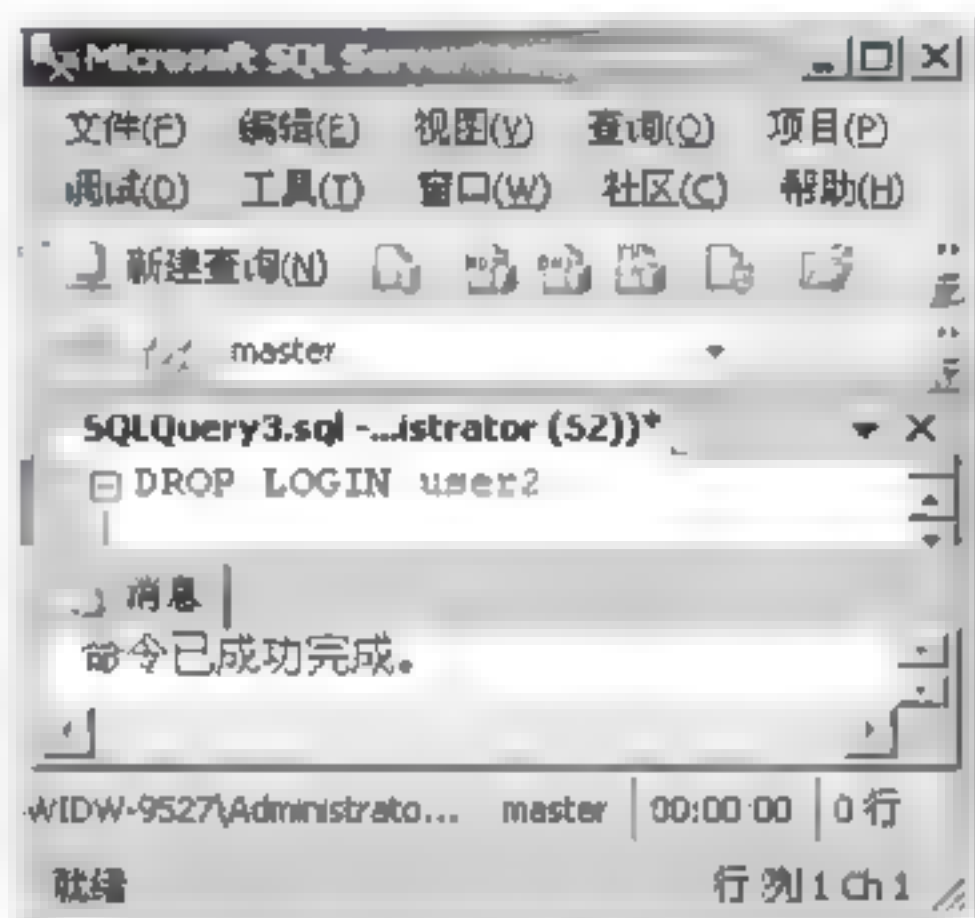 Microsoft SQL Server
文件(F) 编辑(E) 视图(V) 查询(Q) 项目(P)
调试(D) 工具(T) 窗口(W) 社区(C) 帮助(H)
新建查询(N)
master
SQLQuery3.sql -...istrator (52))*
DROP LOGIN user2
消息
命令已成功完成。
WIDW-9527\Administrato... master 00:00:00 0 行
就绪 行 列 1 Ch 1